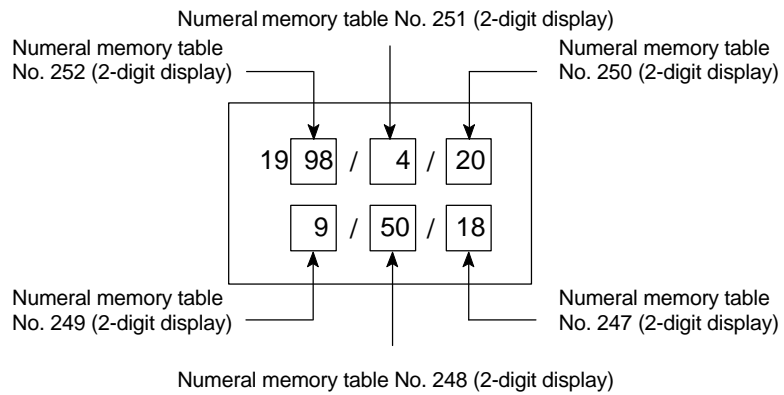 Numeral memory table No. 251 (2-digit display)
Numeral memory table
No. 252 (2-digit display)
Numeral memory table
No. 250 (2-digit display)
19 98 / 4 / 20
9 / 50 / 18
Numeral memory table
No. 249 (2-digit display)
Numeral memory table
No. 247 (2-digit display)
Numeral memory table No. 248 (2-digit display)